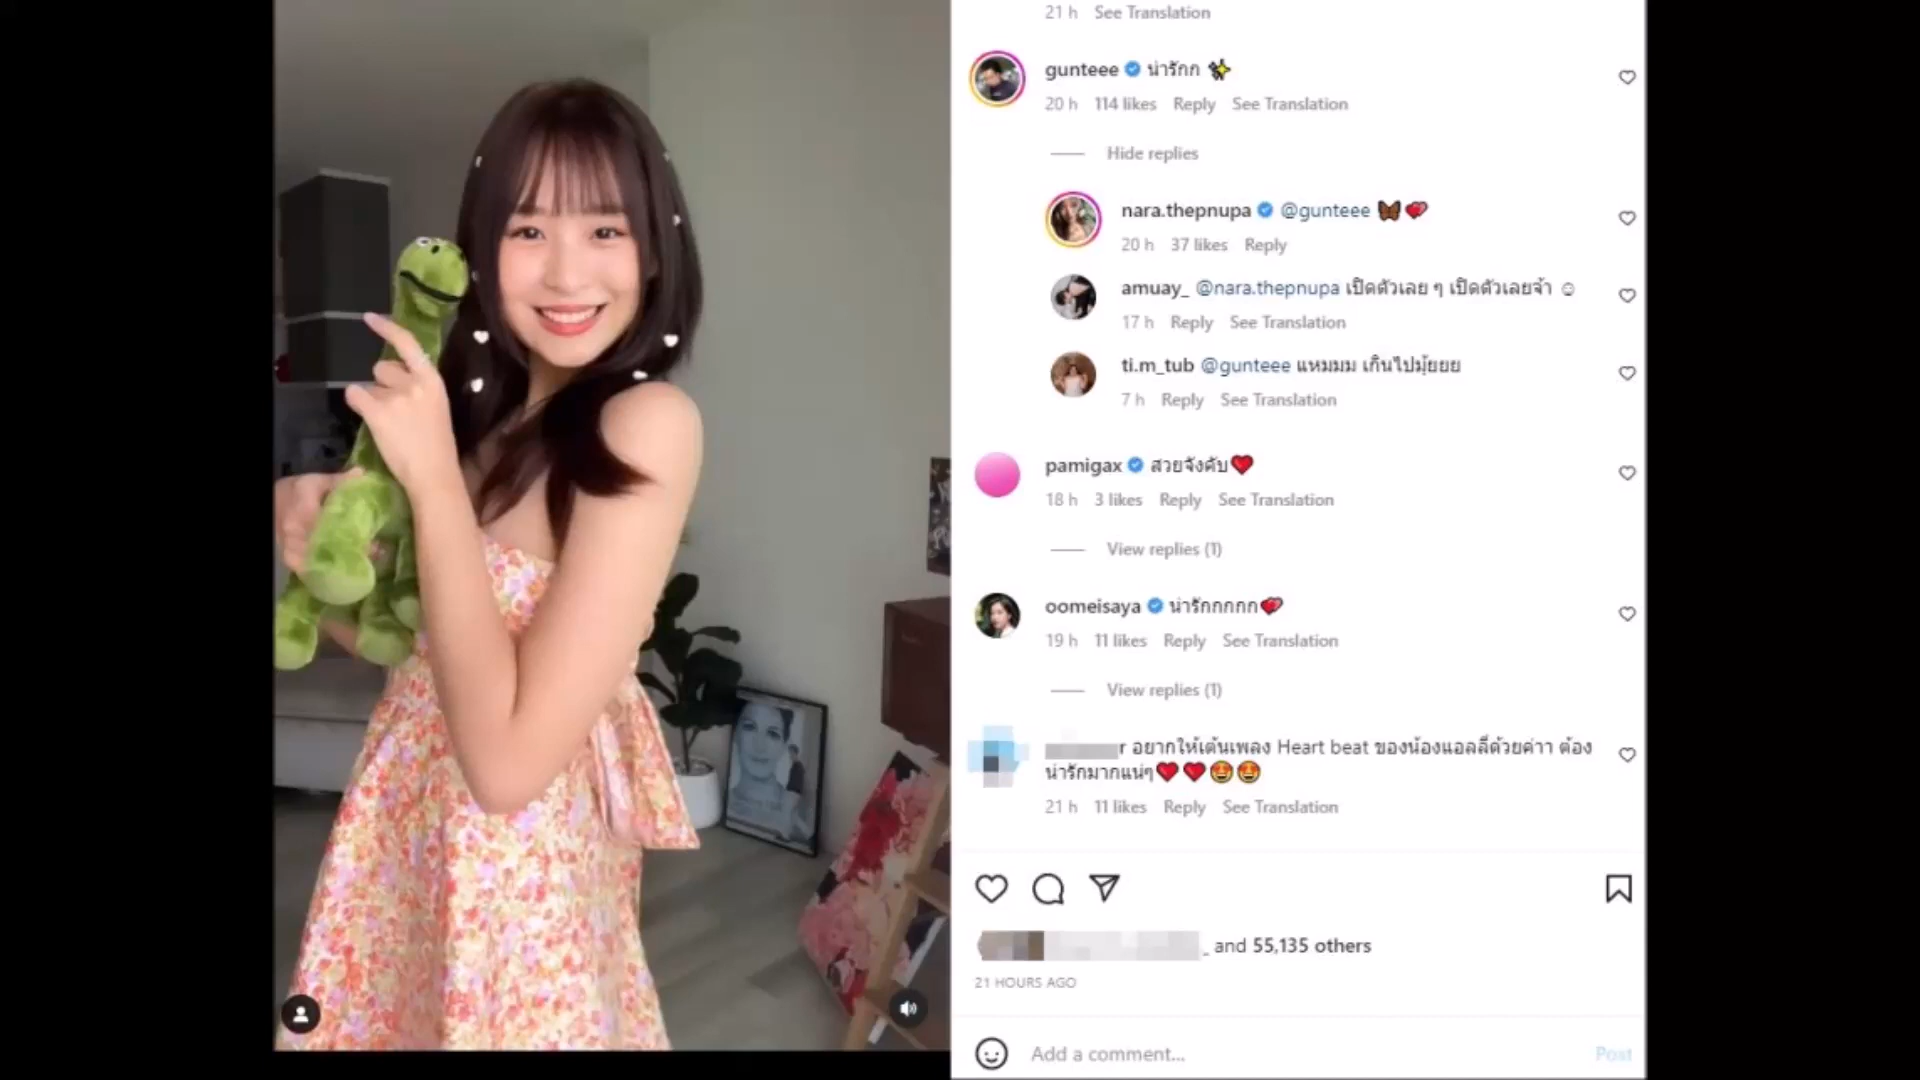 21 h See Translation
gunteee น่ารักก ✨
20 h 114 likes Reply See Translation
Hide replies
nara.thepnupa @gunteee 🦋💕
20 h 37 likes Reply
amuay_ @nara.thepnupa เปิดตัวเลย ๆ เปิดตัวเลยจ้า ☺
17 h Reply See Translation
ti.m_tub @gunteee แหมมม เกินไปมุ้ยยย
7 h Reply See Translation
pamigax สวยจังคับ❤️
18 h 3 likes Reply See Translation
View replies (1)
oomeisaya น่ารักกกกก💕
19 h 11 likes Reply See Translation
View replies (1)
r อยากให้เต้นเพลง Heart beat ของน้องแอลลี่ด้วยค่าา ต้อง
น่ารักมากแน่ๆ❤️❤️🤩🤩
21 h 11 likes Reply See Translation
_ and 55,135 others
21 HOURS AGO
Add a comment... Post